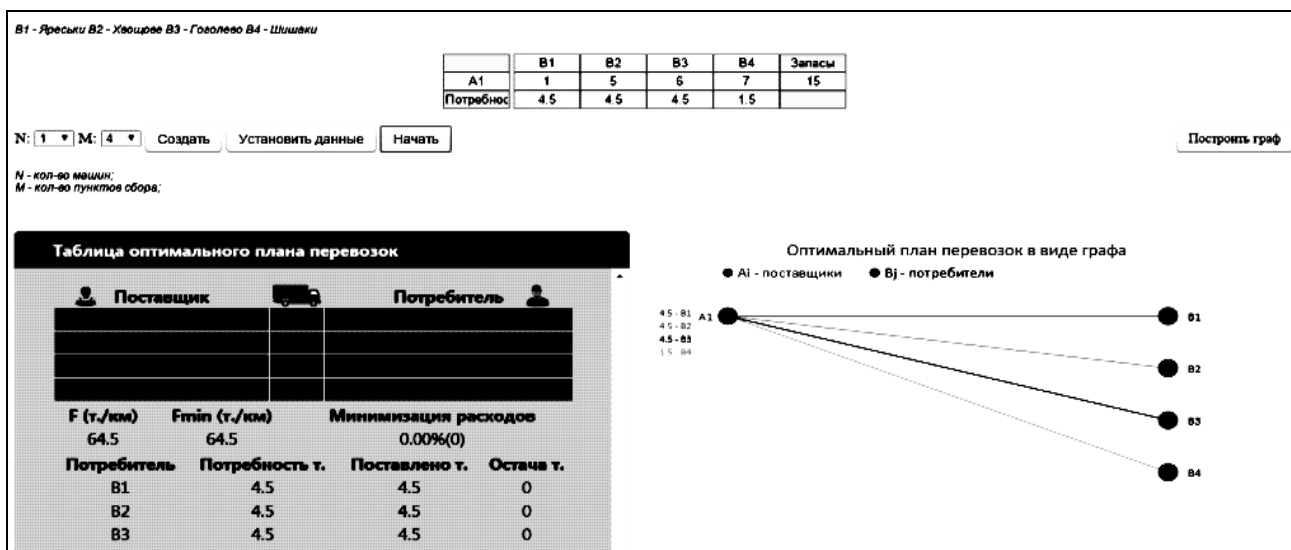 B1 - Яреськи B2 - Хвощове B3 - Гоголево B4 - Шишаки
B1 B2 B3 B4 Запасы
A1 1 5 6 7 15
Потребнос 4.5 4.5 4.5 1.5
N: 1 M: 4 Создать Установить данные Начать Построить граф
N - кол-во машин;
M - кол-во пунктов сбора;
Таблица оптимального плана перевозок
Поставщик Потребитель
F (т./км) Fmin (т./км) Минимизация расходов
64.5 64.5 0.00%(0)
Потребитель Потребность т. Поставлено т. Остача т.
B1 4.5 4.5 0
B2 4.5 4.5 0
B3 4.5 4.5 0
Оптимальный план перевозок в виде графа
Ai - поставщики Bj - потребители
4.5 - B1
4.5 - B2
4.5 - B3
1.5 B4
A1
B1
B2
B3
B4